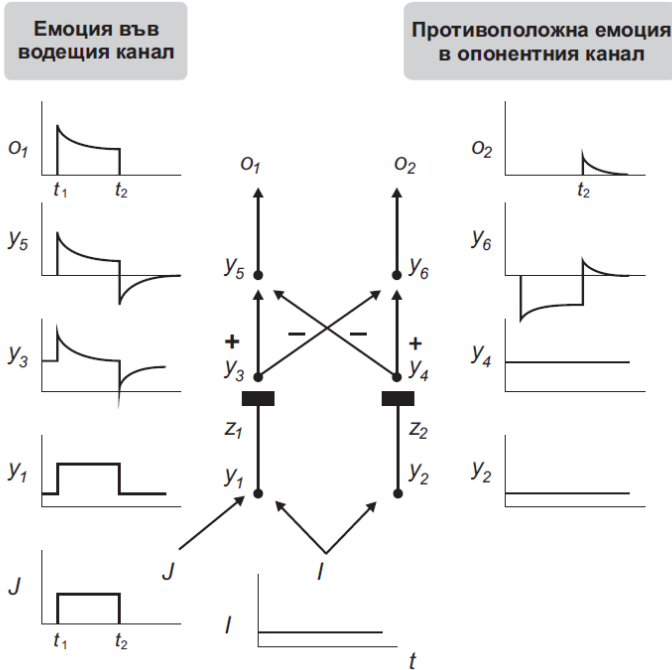 Емоция във
водещия канал
Противоположна емоция
в опонентния канал
o1
t1 t2
o1 o2
o2
t2
y5
y5 y6
y6
+ − − +
y3
y3 y4
y4
z1 z2
y1
y1 y2
y2
J
t1 t2
J I
I
t